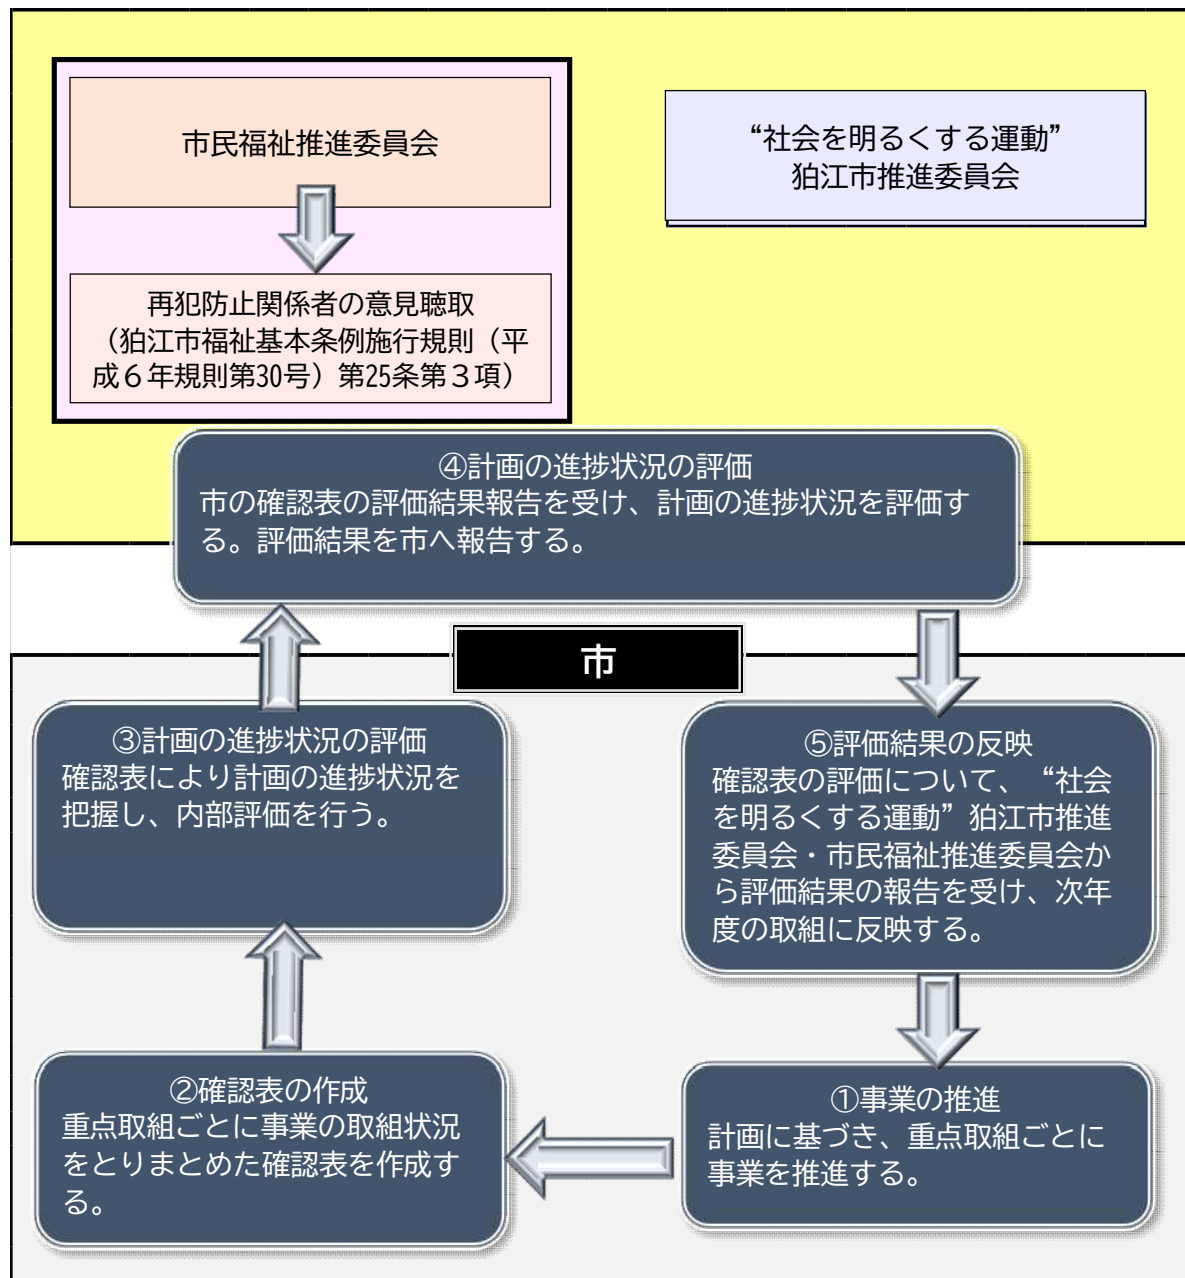 市民福祉推進委員会
“社会を明るくする運動”
狛江市推進委員会
再犯防止関係者の意見聴取
（狛江市福祉基本条例施行規則（平
成６年規則第30号）第25条第３項）
④計画の進捗状況の評価
市の確認表の評価結果報告を受け、計画の進捗状況を評価す
る。評価結果を市へ報告する。
市
③計画の進捗状況の評価
確認表により計画の進捗状況を
把握し、内部評価を行う。
⑤評価結果の反映
確認表の評価について、“社会
を明るくする運動”狛江市推進
委員会・市民福祉推進委員会か
ら評価結果の報告を受け、次年
度の取組に反映する。
②確認表の作成
重点取組ごとに事業の取組状況
をとりまとめた確認表を作成す
る。
①事業の推進
計画に基づき、重点取組ごとに
事業を推進する。